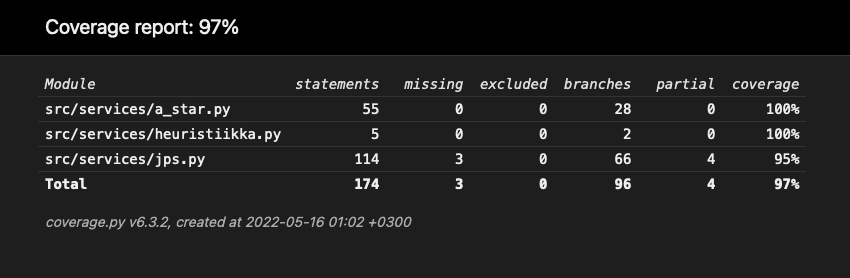 Coverage report: 97%
Module statements missing excluded branches partial coverage
src/services/a_star.py 55 0 0 28 0 100%
src/services/heuristiikka.py 5 0 0 2 0 100%
src/services/jps.py 114 3 0 66 4 95%
Total 174 3 0 96 4 97%
coverage.py v6.3.2, created at 2022-05-16 01:02 +0300